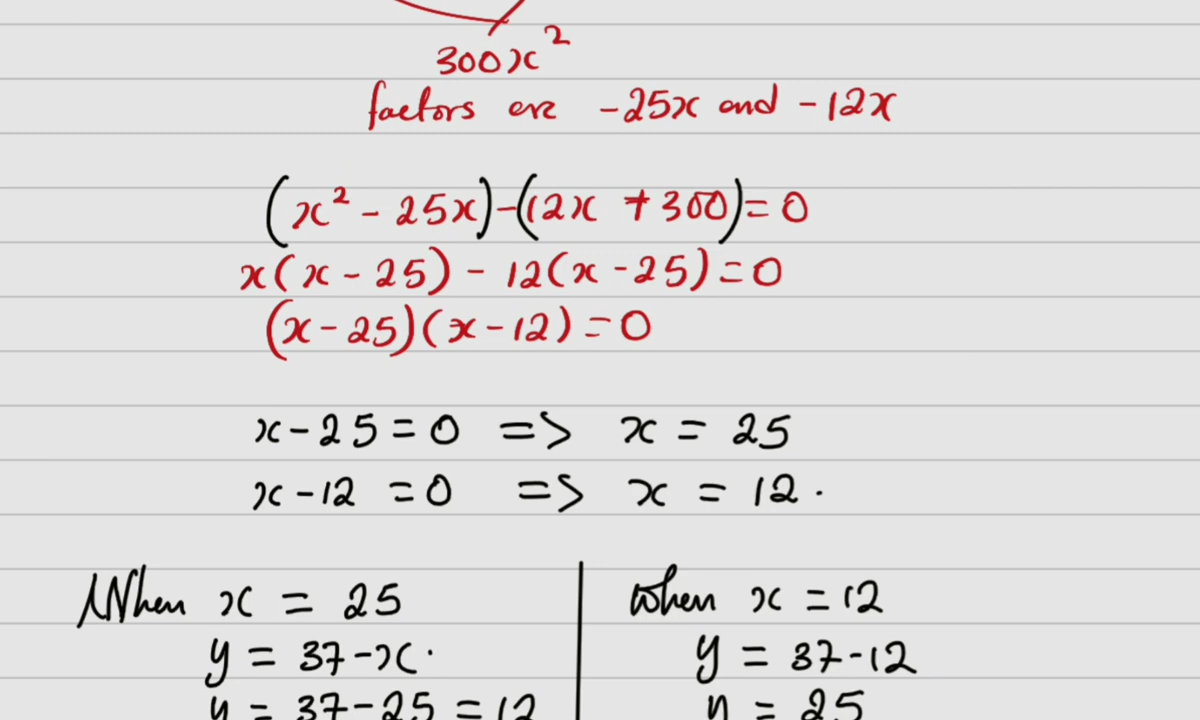 300x²
factors are -25x and -12x
(x² - 25x)-(12x + 300)= 0
x(x - 25) - 12(x -25) = 0
(x- 25)(x-12) = 0
x-25 = 0 => x = 25
x-12 = 0 => x = 12.
When x = 25
y = 37-x.
y = 37-25 = 12
When x = 12
y = 37-12
y = 25